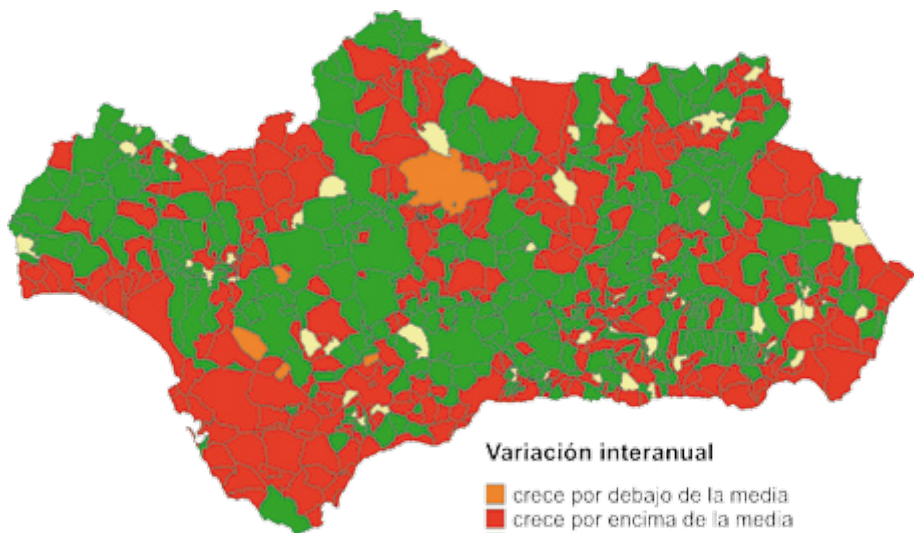 Variación interanual
crece por debajo de la media
crece por encima de la media